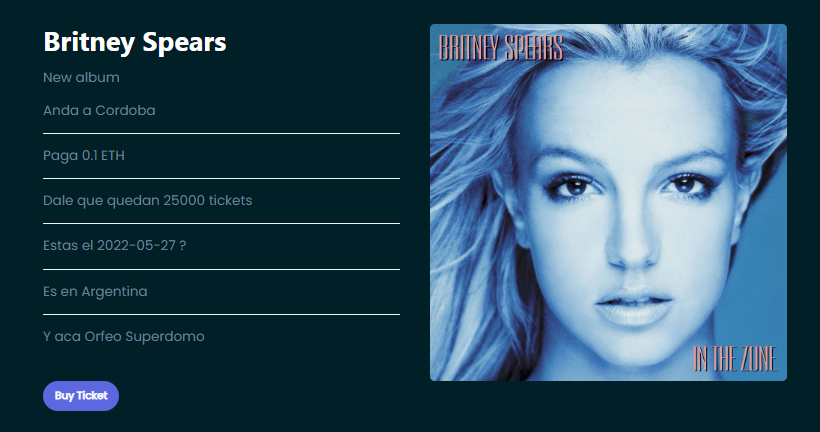 Britney Spears
New album
Anda a Cordoba
Paga 0.1 ETH
Dale que quedan 25000 tickets
Estas el 2022-05-27 ?
Es en Argentina
Y aca Orfeo Superdomo
Buy Ticket
BRITNEY SPEARS
IN THE ZONE